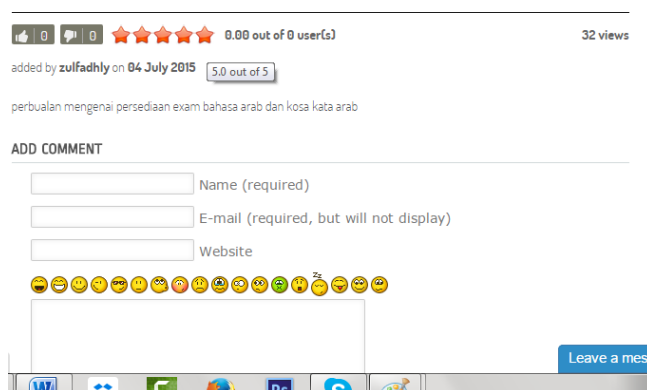 0 0 0.00 out of 0 user(s) 32 views
added by zulfadhly on 04 July 2015 5.0 out of 5
perbualan mengenai persediaan exam bahasa arab dan kosa kata arab
ADD COMMENT
Name (required)
E-mail (required, but will not display)
Website
zz
Leave a mes
W Ps S